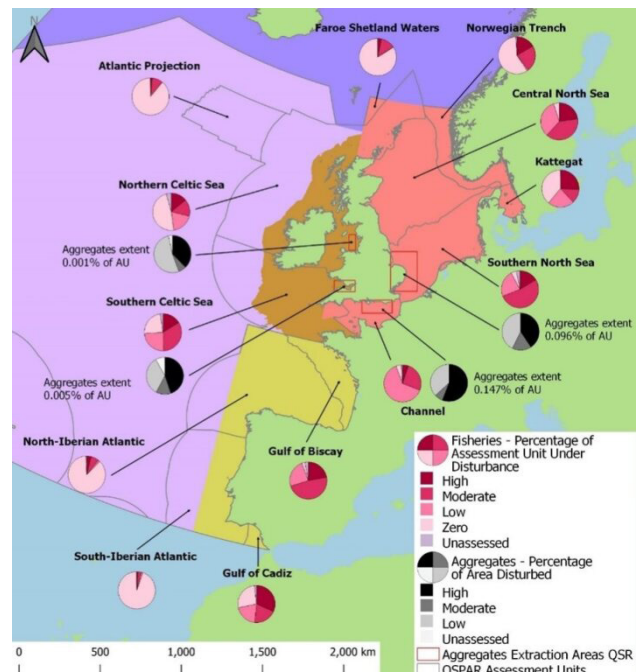 N
Faroe Shetland Waters
Norwegian Trench
Atlantic Projection
Central North Sea
Northern Celtic Sea
Kattegat
Aggregates extent
0.001% of AU
Southern North Sea
Southern Celtic Sea
Aggregates extent
0.096% of AU
Aggregates extent
0.005% of AU
Aggregates extent
0.147% of AU
Channel
North-Iberian Atlantic
Gulf of Biscay
South-Iberian Atlantic
Gulf of Cadiz
Fisheries - Percentage of
Assessment Unit Under
Disturbance
High
Moderate
Low
Zero
Unassessed
Aggregates - Percentage
of Area Disturbed
High
Moderate
Low
Unassessed
Aggregates Extraction Areas QSR
OSPAR Assessment Units
0 500 1,000 1,500 2,000 km